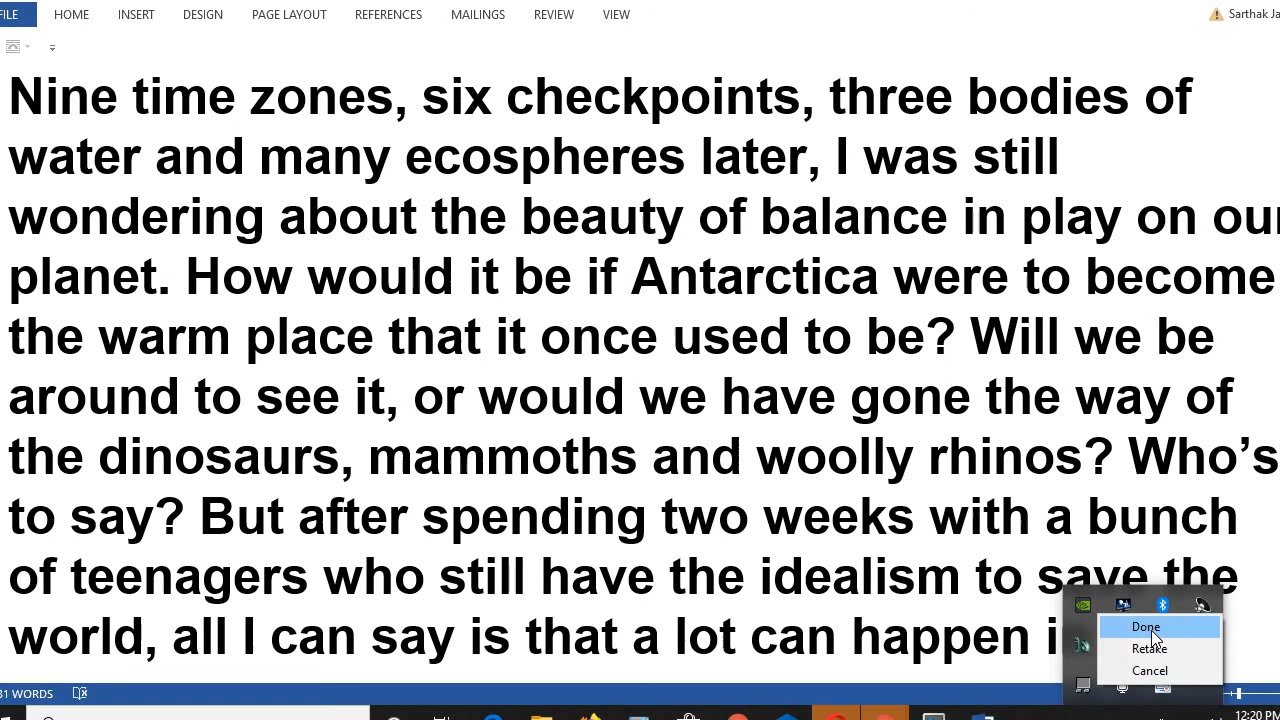 FILE HOME INSERT DESIGN PAGE LAYOUT REFERENCES MAILINGS REVIEW VIEW Sarthak Ja
Nine time zones, six checkpoints, three bodies of
water and many ecospheres later, I was still
wondering about the beauty of balance in play on our
planet. How would it be if Antarctica were to become
the warm place that it once used to be? Will we be
around to see it, or would we have gone the way of
the dinosaurs, mammoths and woolly rhinos? Who’s
to say? But after spending two weeks with a bunch
of teenagers who still have the idealism to save the
world, all I can say is that a lot can happen i
Done
Retake
Cancel
31 WORDS
12:20 PM